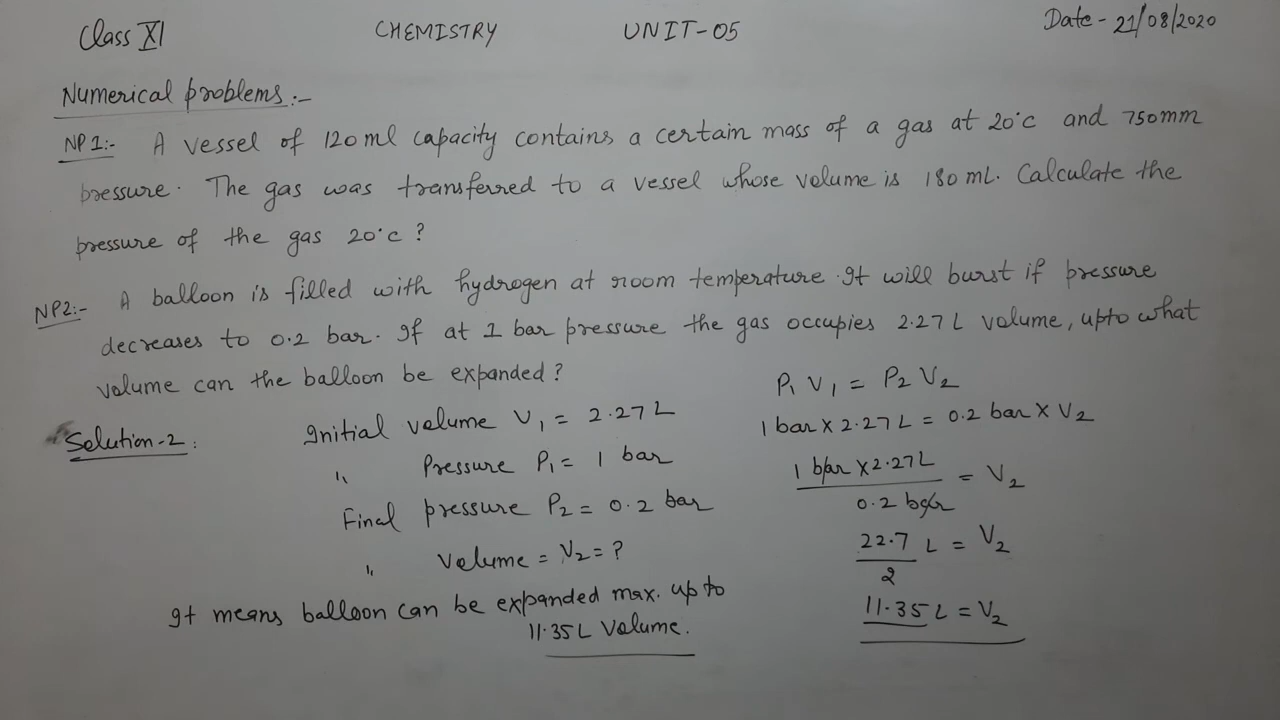 Class XI CHEMISTRY UNIT-05 Date - 21/08/2020
Numerical problems :-
NP 1:- A vessel of 120 ml capacity contains a certain mass of a gas at 20°c and 750mm
pressure. The gas was transferred to a vessel whose volume is 180 mL. Calculate the
pressure of the gas 20°c ?
NP2:- A balloon is filled with hydrogen at room temperature. It will burst if pressure
decreases to 0.2 bar. If at 1 bar pressure the gas occupies 2.27 L volume, upto what
volume can the balloon be expanded ?
Solution-2 : Initial volume V₁ = 2.27 L
" Pressure P₁ = 1 bar
Final pressure P₂ = 0.2 bar
" Volume = V₂ = ?
It means balloon can be expanded max. up to
11.35 L Volume.
P₁ V₁ = P₂ V₂
1 bar X 2.27 L = 0.2 bar X V₂
1 bar X 2.27 L = V₂
0.2 bar
22.7 L = V₂
2
11.35 L = V₂